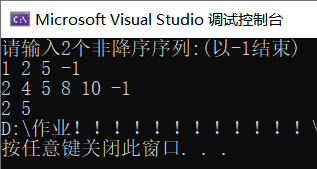 Microsoft Visual Studio 调试控制台
请输入2个非降序序列:(以-1结束)
1 2 5 -1
2 4 5 8 10 -1
2 5
D:\作业！！！！！！！！！！！！！\
按任意键关闭此窗口. . .